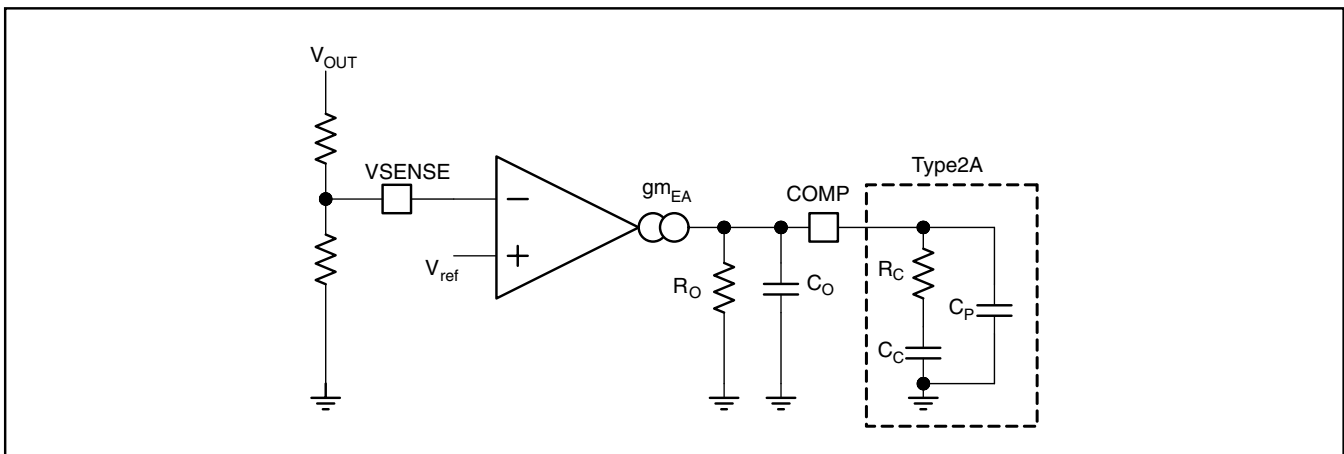 V_OUT
VSENSE
−
+
V_ref
gm_EA
R_O
C_O
COMP
Type2A
R_C
C_C
C_P